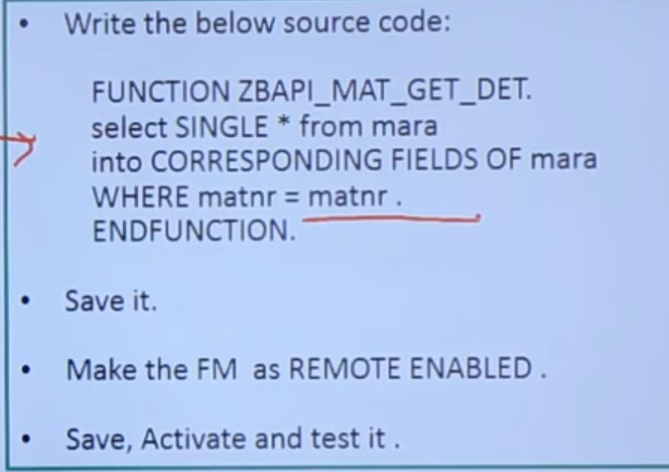 • Write the below source code:
FUNCTION ZBAPI_MAT_GET_DET.
select SINGLE * from mara
into CORRESPONDING FIELDS OF mara
WHERE matnr = matnr .
ENDFUNCTION.
• Save it.
• Make the FM as REMOTE ENABLED .
• Save, Activate and test it .